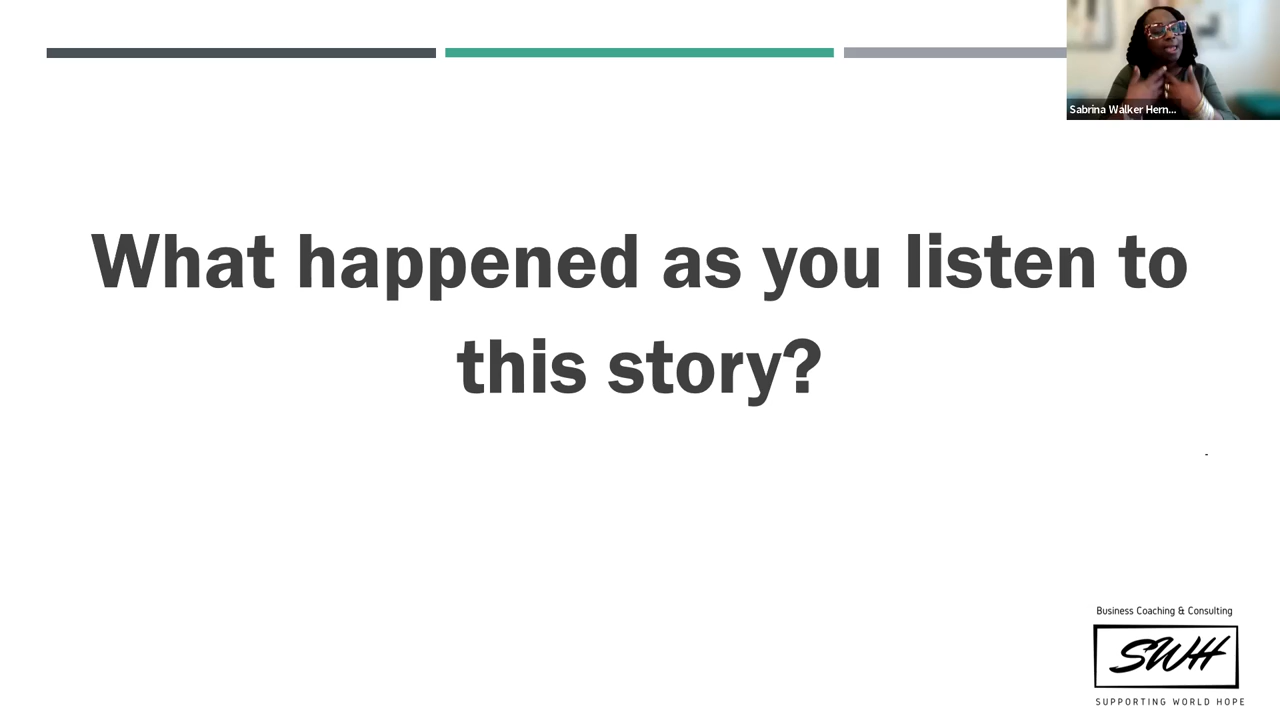 Sabrina Walker Hern...
What happened as you listen to
this story?
-
Business Coaching & Consulting
SWH
SUPPORTING WORLD HOPE